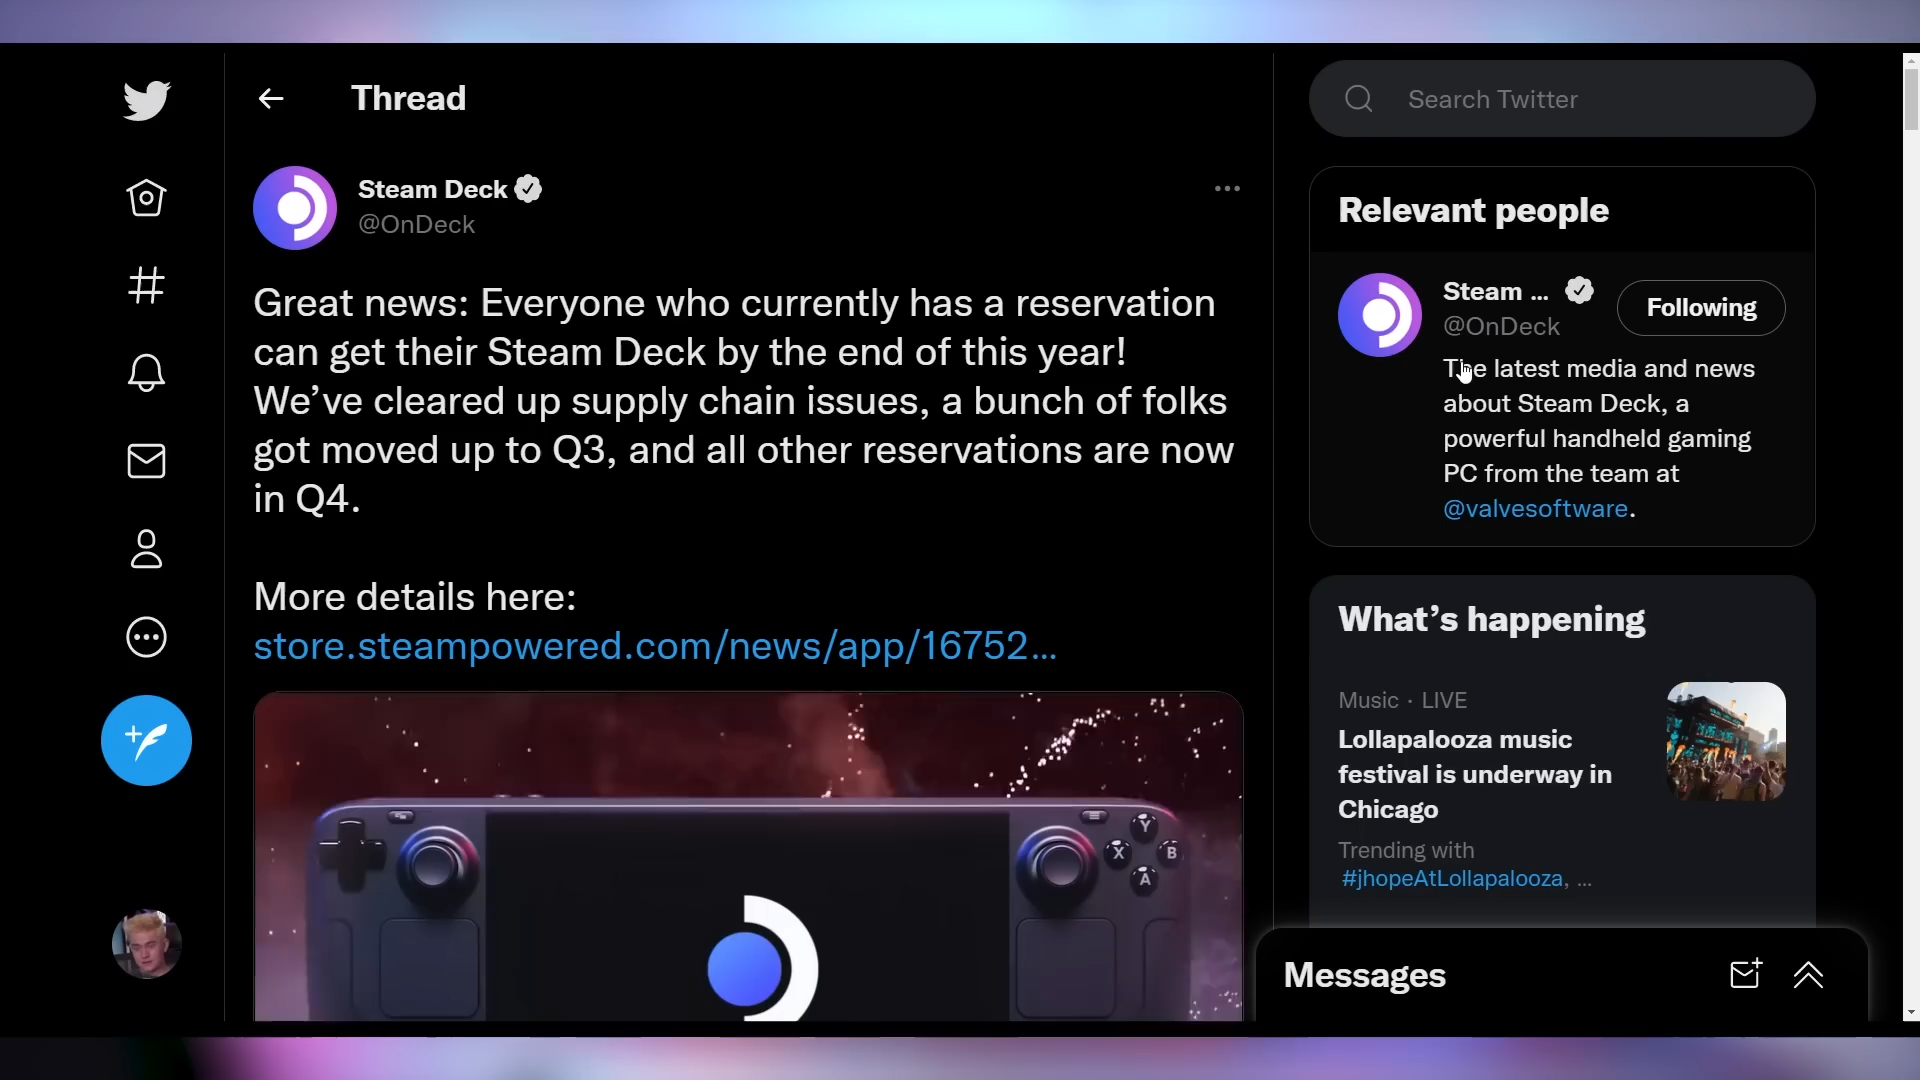 Thread
Search Twitter
Steam Deck
@OnDeck
Great news: Everyone who currently has a reservation
can get their Steam Deck by the end of this year!
We’ve cleared up supply chain issues, a bunch of folks
got moved up to Q3, and all other reservations are now
in Q4.
More details here:
store.steampowered.com/news/app/16752…
Y
X
B
A
Relevant people
Steam ...
@OnDeck
Following
The latest media and news
about Steam Deck, a
powerful handheld gaming
PC from the team at
@valvesoftware.
What’s happening
Music · LIVE
Lollapalooza music
festival is underway in
Chicago
Trending with
#jhopeAtLollapalooza, ...
Messages